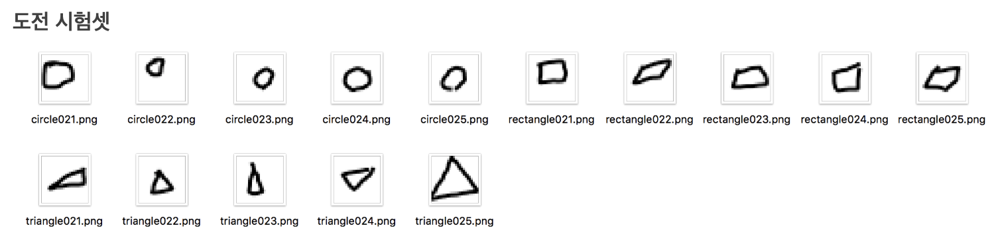 도전 시험셋
circle021.png circle022.png circle023.png circle024.png circle025.png rectangle021.png rectangle022.png rectangle023.png rectangle024.png rectangle025.png
triangle021.png triangle022.png triangle023.png triangle024.png triangle025.png